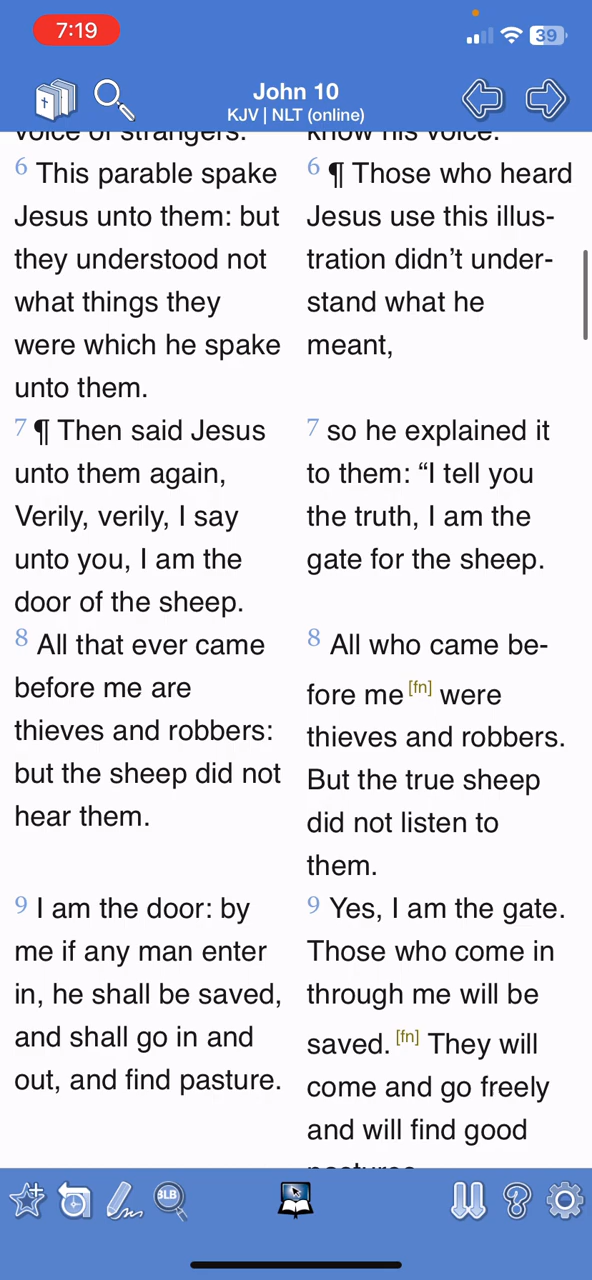 7:19
39
John 10
KJV | NLT (online)
voice of strangers.
6 This parable spake
Jesus unto them: but
they understood not
what things they
were which he spake
unto them.
7 ¶ Then said Jesus
unto them again,
Verily, verily, I say
unto you, I am the
door of the sheep.
8 All that ever came
before me are
thieves and robbers:
but the sheep did not
hear them.
9 I am the door: by
me if any man enter
in, he shall be saved,
and shall go in and
out, and find pasture.
know his voice.
6 ¶ Those who heard
Jesus use this illus-
tration didn’t under-
stand what he
meant,
7 so he explained it
to them: “I tell you
the truth, I am the
gate for the sheep.
8 All who came be-
fore me [fn] were
thieves and robbers.
But the true sheep
did not listen to
them.
9 Yes, I am the gate.
Those who come in
through me will be
saved. [fn] They will
come and go freely
and will find good
pastures.
BLB